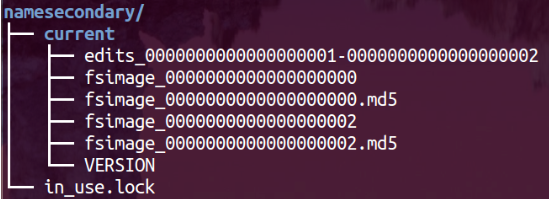 namesecondary/
├── current
│   ├── edits_0000000000000000001-0000000000000000002
│   ├── fsimage_0000000000000000000
│   ├── fsimage_0000000000000000000.md5
│   ├── fsimage_0000000000000000002
│   ├── fsimage_0000000000000000002.md5
│   └── VERSION
└── in_use.lock